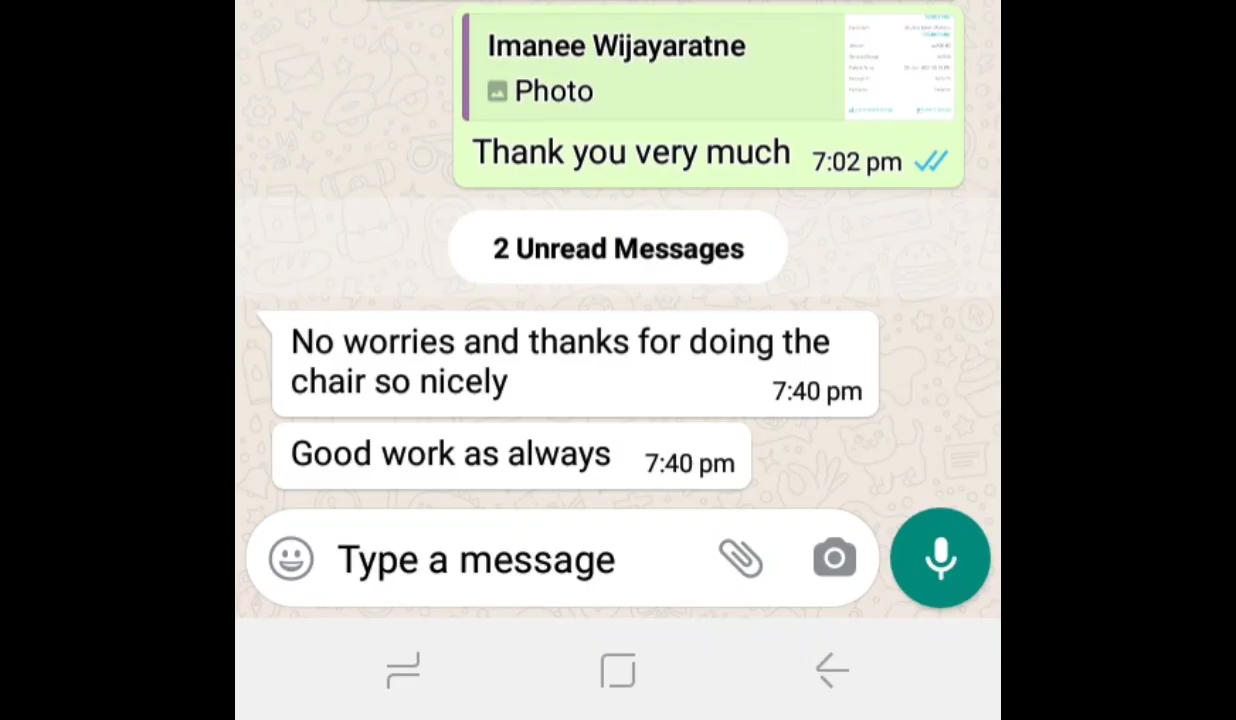 Imanee Wijayaratne
Photo
Thank you very much 7:02 pm
2 Unread Messages
No worries and thanks for doing the
chair so nicely 7:40 pm
Good work as always 7:40 pm
Type a message